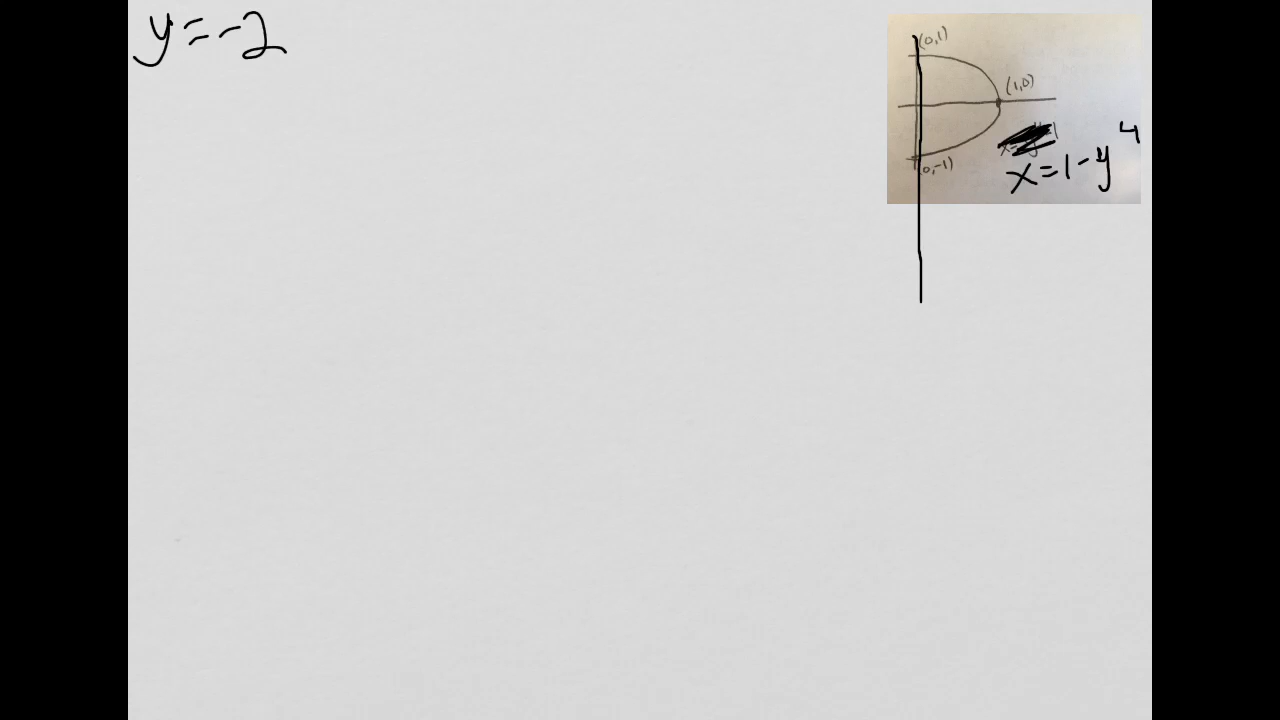 y=-2
(0,1)
(1,0)
(0,-1)
x=1-y⁴